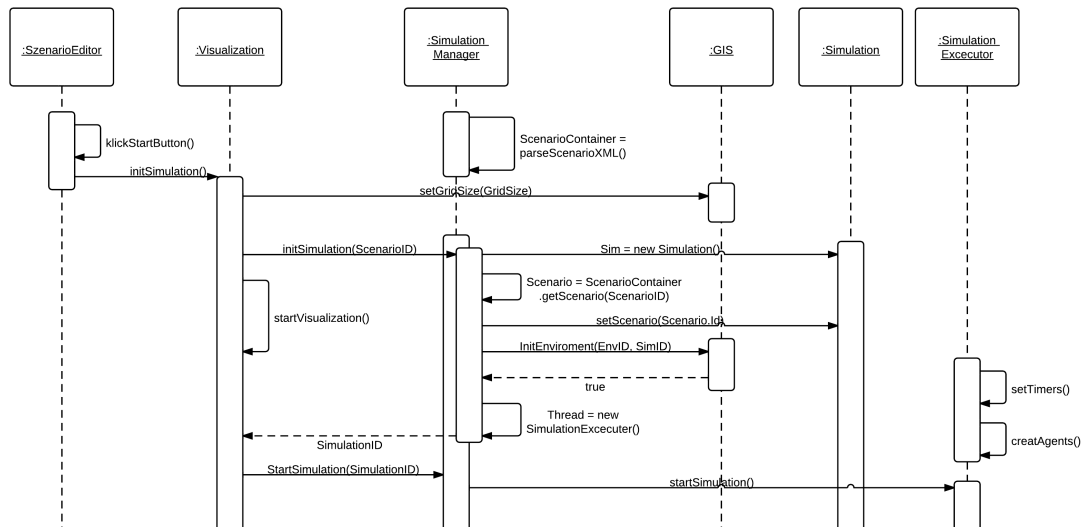 :SzenarioEditor
:Visualization
:Simulation
Manager
:GIS
:Simulation
:Simulation
Excecutor
klickStartButton()
ScenarioContainer =
parseScenarioXML()
initSimulation()
setGridSize(GridSize)
initSimulation(ScenarioID)
Sim = new Simulation()
Scenario = ScenarioContainer
.getScenario(ScenarioID)
startVisualization()
setScenario(Scenario.Id)
InitEnviroment(EnvID, SimID)
true
setTimers()
Thread = new
SimulationExcecuter()
creatAgents()
SimulationID
StartSimulation(SimulationID)
startSimulation()